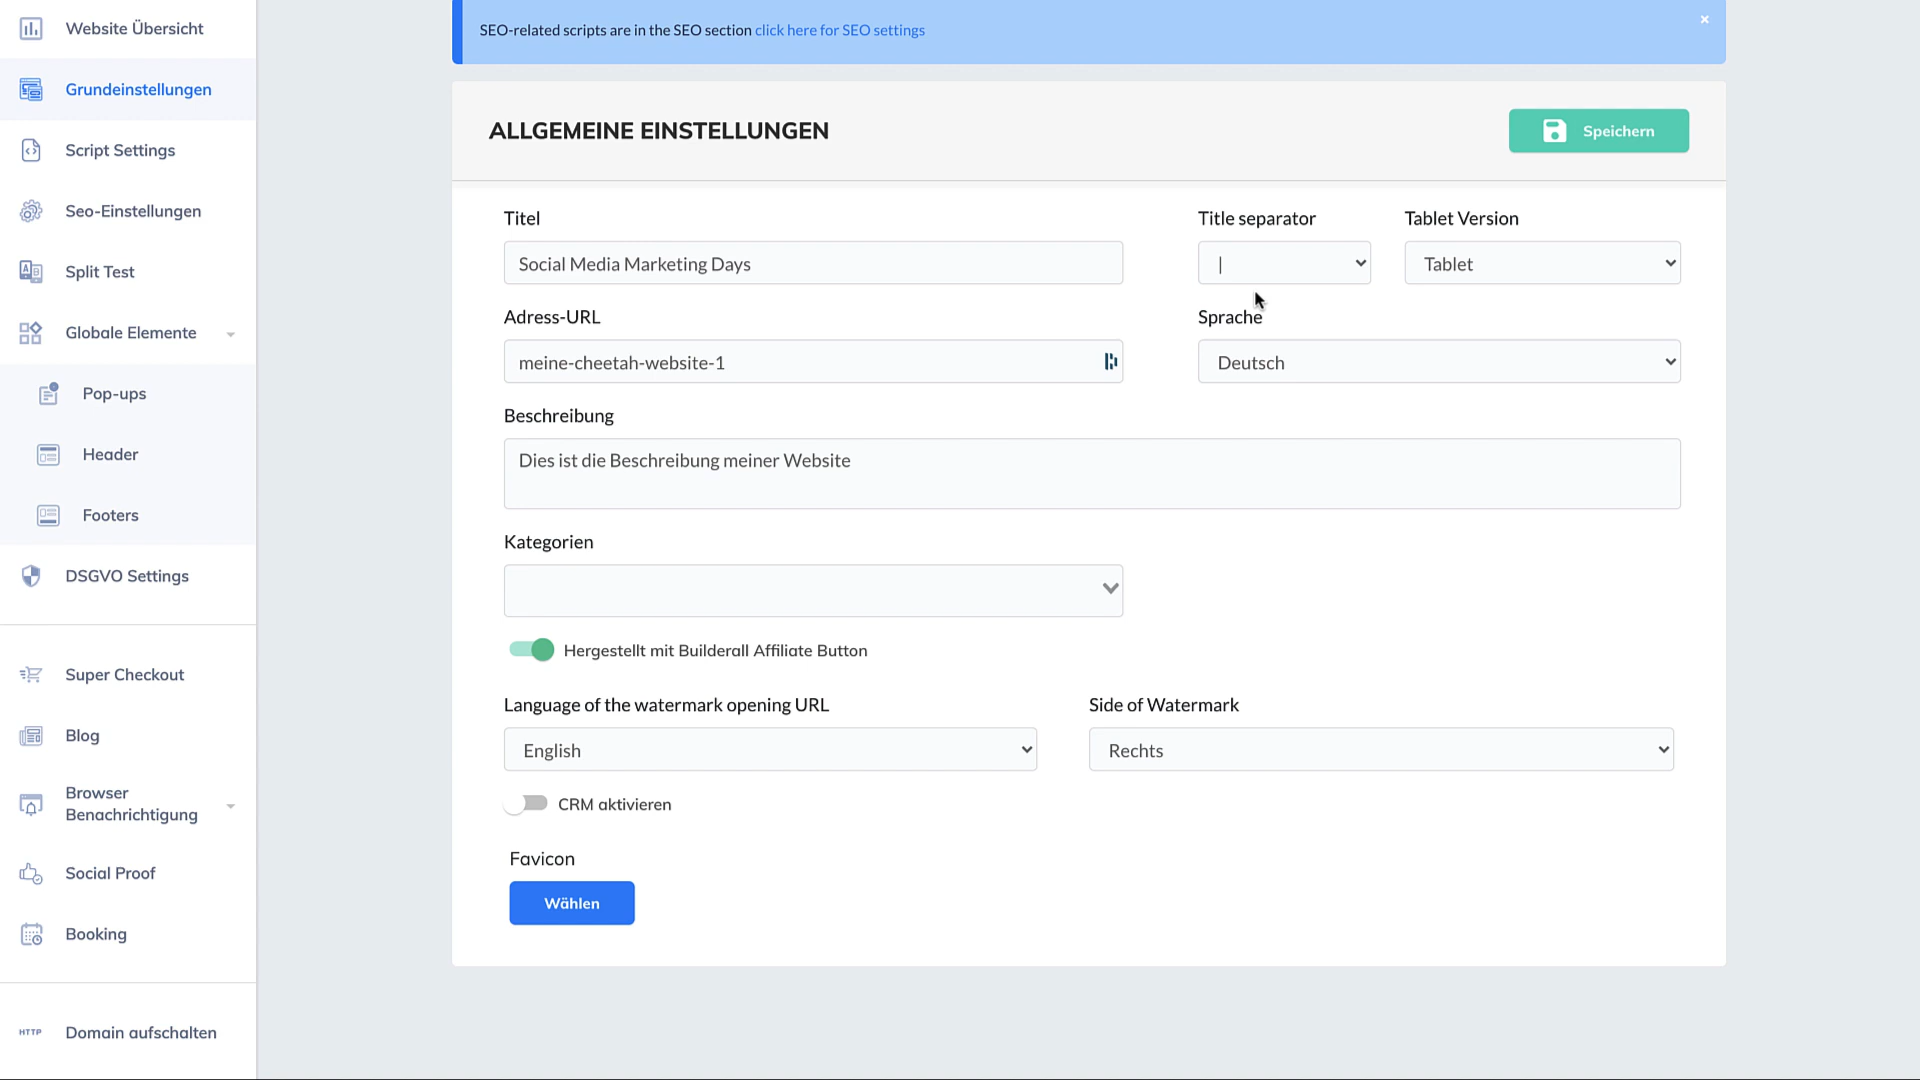 Website Übersicht
Grundeinstellungen
Script Settings
Seo-Einstellungen
Split Test
Globale Elemente
Pop-ups
Header
Footers
DSGVO Settings
Super Checkout
Blog
Browser
Benachrichtigung
Social Proof
Booking
HTTP Domain aufschalten
SEO-related scripts are in the SEO section click here for SEO settings
×
ALLGEMEINE EINSTELLUNGEN
Speichern
Titel
Social Media Marketing Days
Title separator
|
Tablet Version
Tablet
Adress-URL
meine-cheetah-website-1
Sprache
Deutsch
Beschreibung
Dies ist die Beschreibung meiner Website
Kategorien
Hergestellt mit Builderall Affiliate Button
Language of the watermark opening URL
English
Side of Watermark
Rechts
CRM aktivieren
Favicon
Wählen